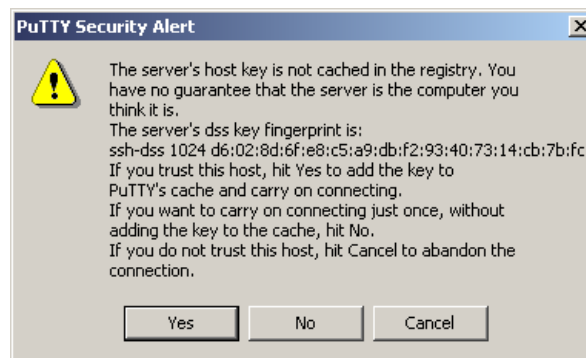 PuTTY Security Alert
The server's host key is not cached in the registry. You
have no guarantee that the server is the computer you
think it is.
The server's dss key fingerprint is:
ssh-dss 1024 d6:02:8d:6f:e8:c5:a9:db:f2:93:40:73:14:cb:7b:fc
If you trust this host, hit Yes to add the key to
PuTTY's cache and carry on connecting.
If you want to carry on connecting just once, without
adding the key to the cache, hit No.
If you do not trust this host, hit Cancel to abandon the
connection.
Yes No Cancel